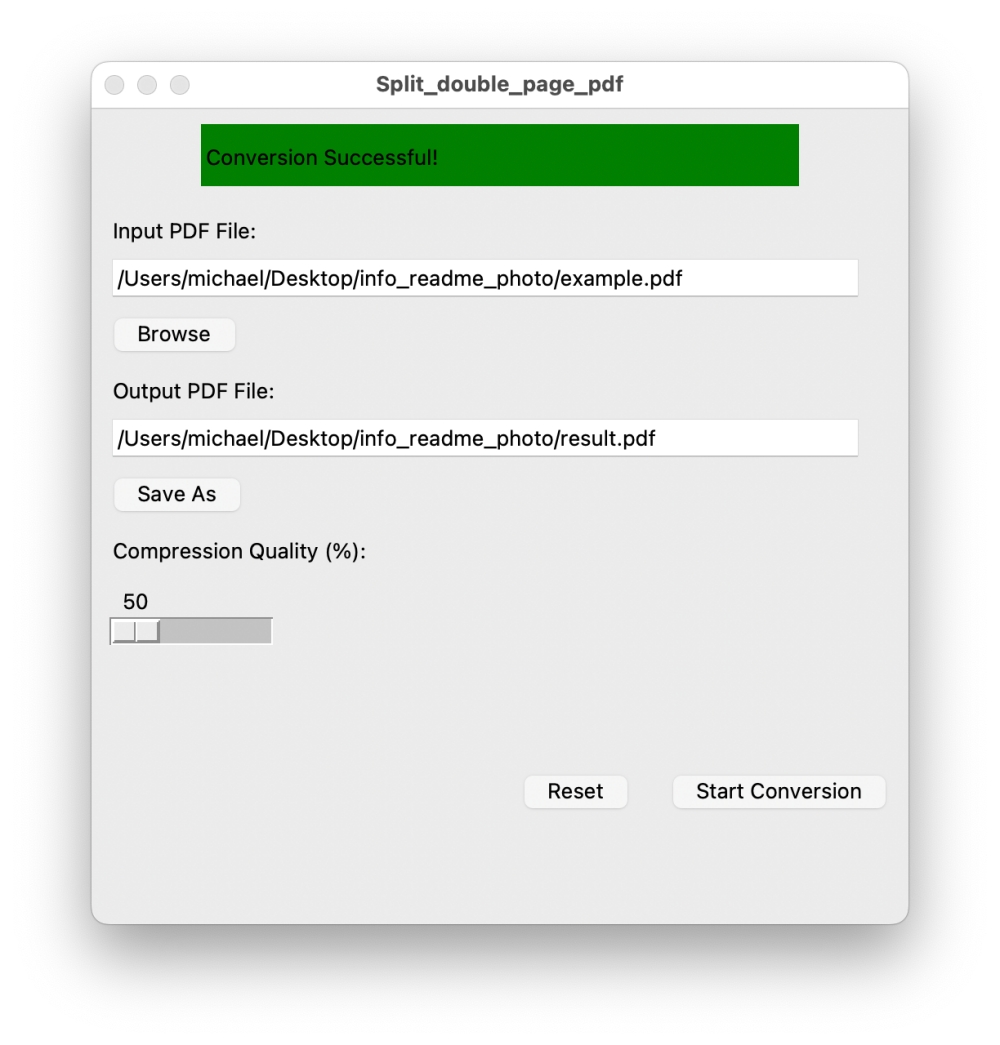 Split_double_page_pdf
Conversion Successful!
Input PDF File:
/Users/michael/Desktop/info_readme_photo/example.pdf
Browse
Output PDF File:
/Users/michael/Desktop/info_readme_photo/result.pdf
Save As
Compression Quality (%):
50
Reset Start Conversion